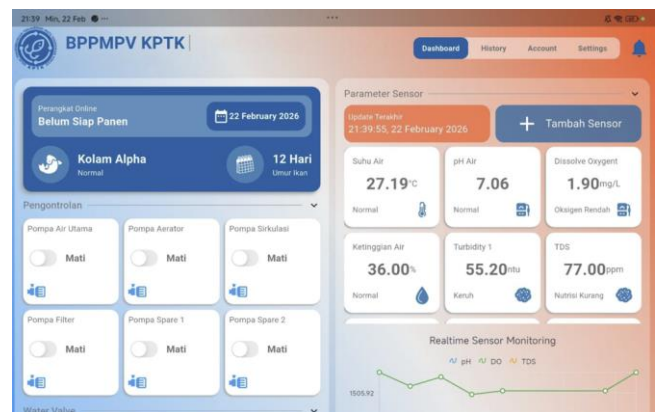 21:39 Min, 22 Feb
BPPMPV KPTK
Dashboard
History
Account
Settings
Perangkat Online
Belum Siap Panen
22 February 2026
Kolam Alpha
Normal
12 Hari
Umur Ikan
Pengontrolan
Pompa Air Utama
Mati
Pompa Aerator
Mati
Pompa Sirkulasi
Mati
Pompa Filter
Mati
Pompa Spare 1
Mati
Pompa Spare 2
Mati
Water Valve
Parameter Sensor
Update Terakhir
21:39:55, 22 February 2026
+ Tambah Sensor
Suhu Air
27.19°C
Normal
pH Air
7.06
Normal
Dissolve Oxygent
1.90mg/L
Oksigen Rendah
Ketinggian Air
36.00%
Normal
Turbidity 1
55.20ntu
Keruh
TDS
77.00ppm
Nutrisi Kurang
Realtime Sensor Monitoring
pH DO TDS
1505.92